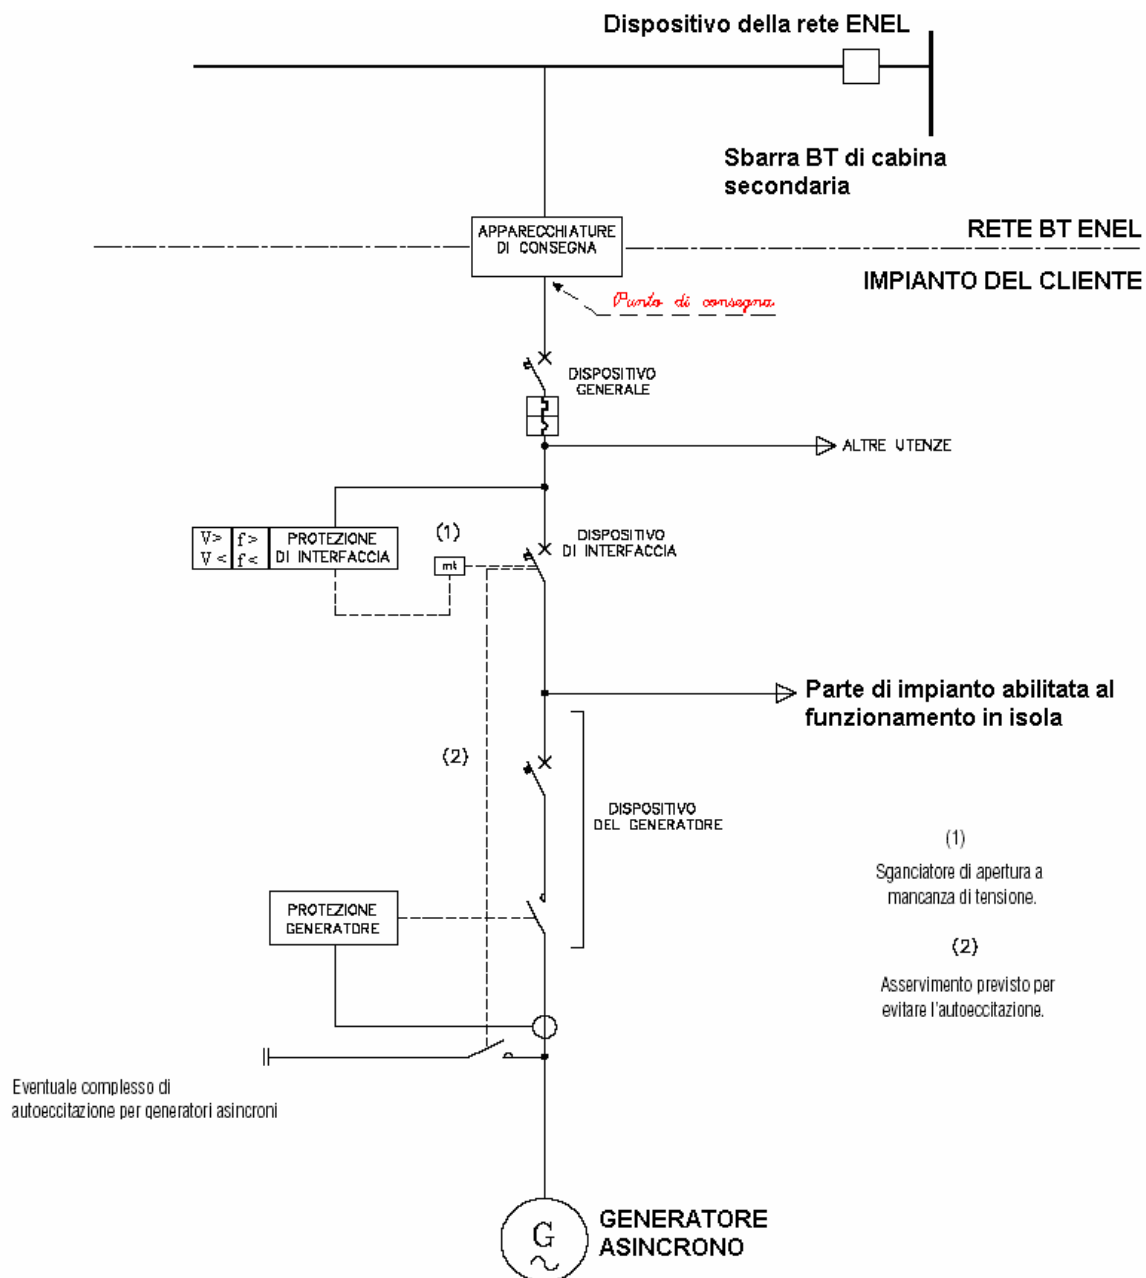 Dispositivo della rete ENEL
Sbarra BT di cabina
secondaria
APPARECCHIATURE
DI CONSEGNA
RETE BT ENEL
IMPIANTO DEL CLIENTE
Punto di consegna
DISPOSITIVO
GENERALE
ALTRE UTENZE
V> f> PROTEZIONE
V< f< DI INTERFACCIA
(1)
mt
DISPOSITIVO
DI INTERFACCIA
Parte di impianto abilitata al
funzionamento in isola
(2)
DISPOSITIVO
DEL GENERATORE
(1)
Sganciatore di apertura a
mancanza di tensione.
PROTEZIONE
GENERATORE
(2)
Asservimento previsto per
evitare l'autoeccitazione.
Eventuale complesso di
autoeccitazione per generatori asincroni
G
GENERATORE
ASINCRONO